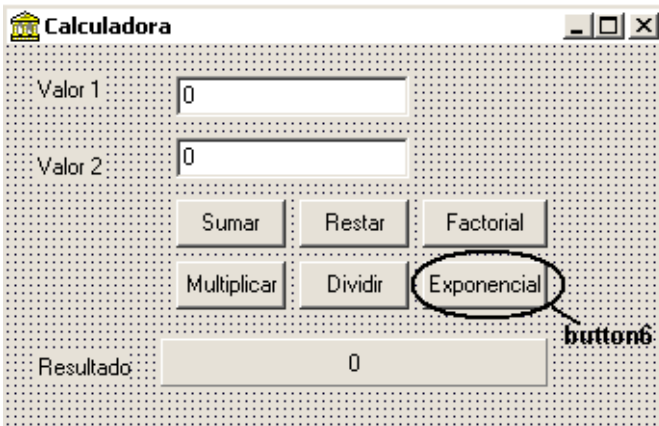 Calculadora
Valor 1
0
Valor 2
0
Sumar
Restar
Factorial
Multiplicar
Dividir
Exponencial
button6
Resultado
0